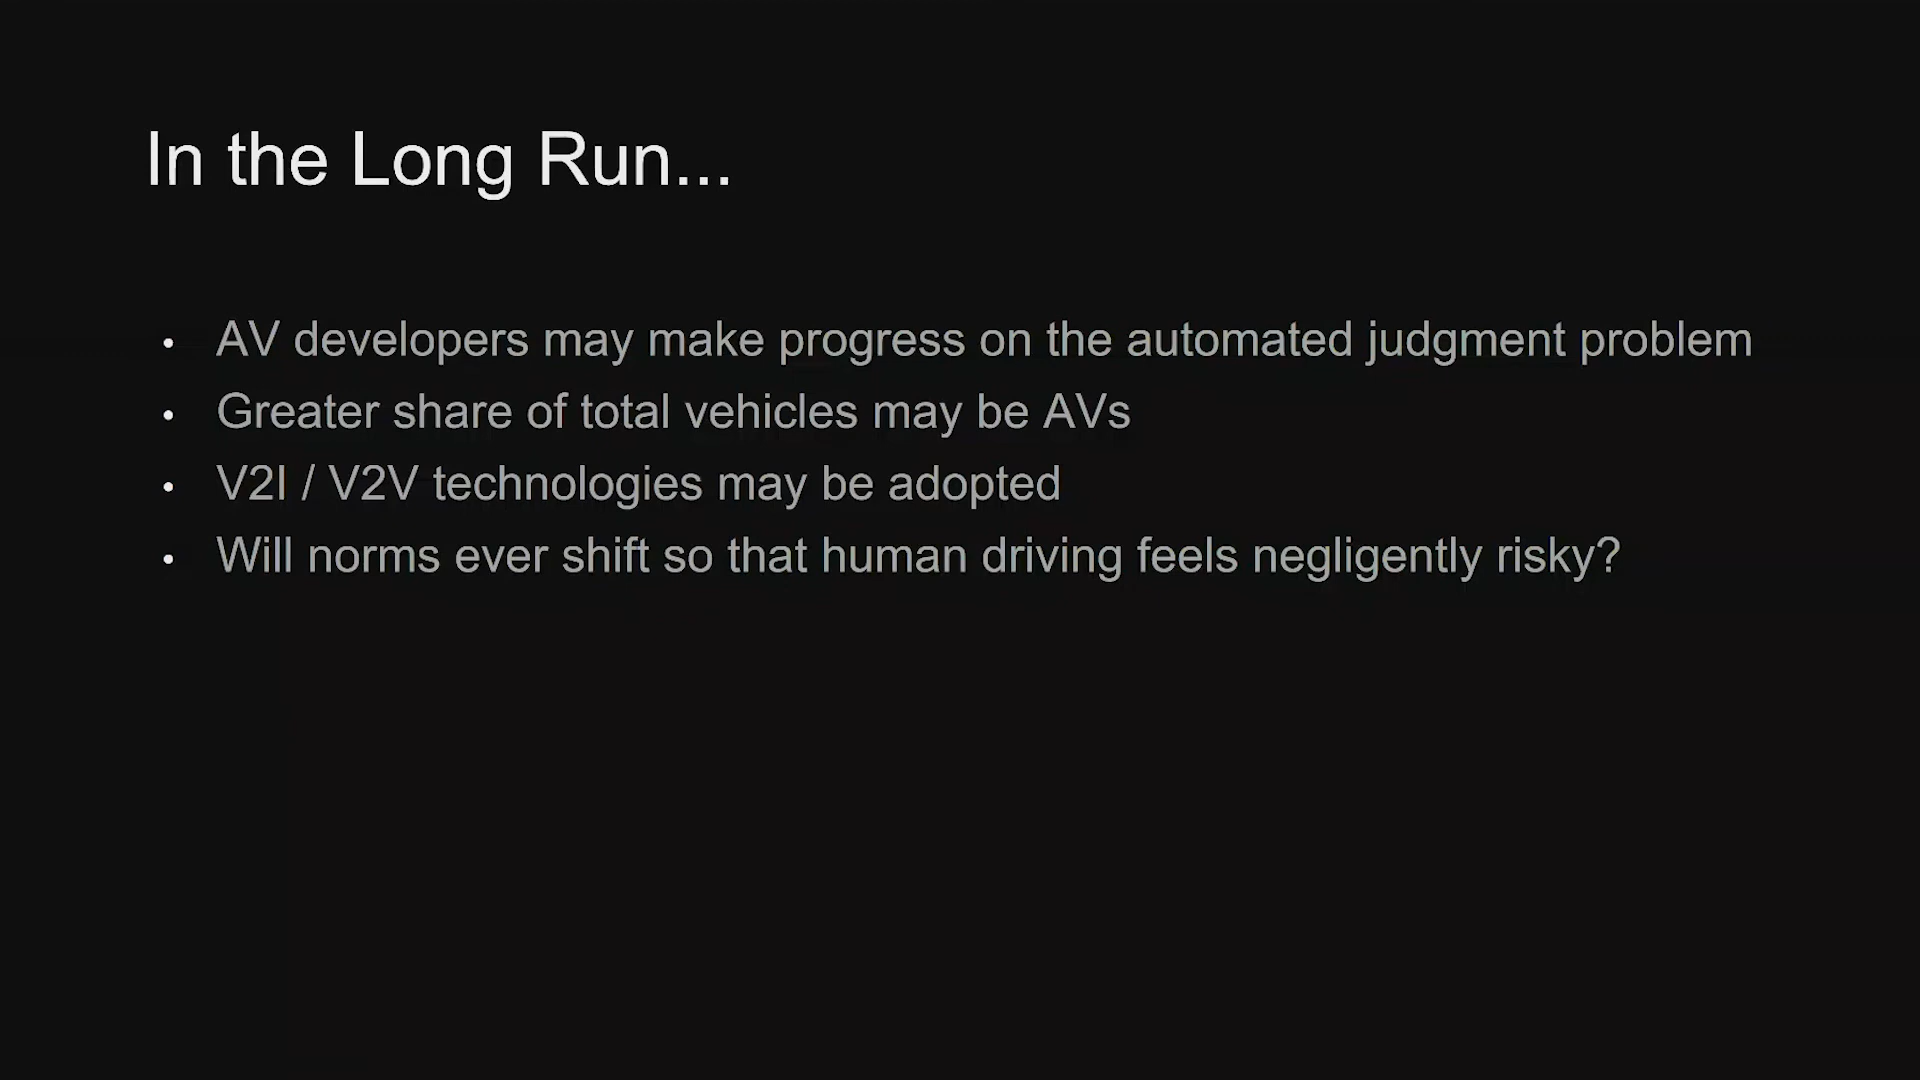 In the Long Run...
• AV developers may make progress on the automated judgment problem
• Greater share of total vehicles may be AVs
• V2I / V2V technologies may be adopted
• Will norms ever shift so that human driving feels negligently risky?